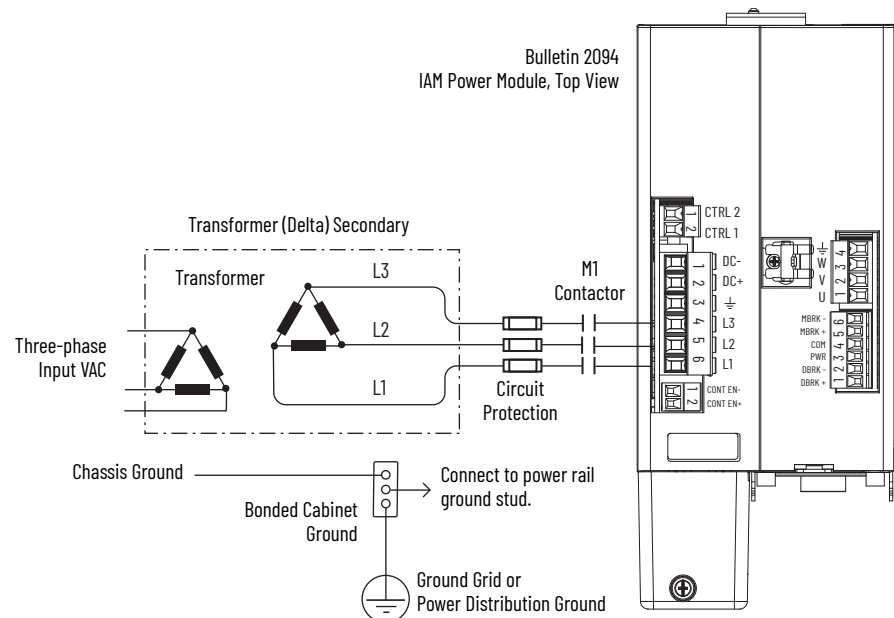 Bulletin 2094
IAM Power Module, Top View
Transformer (Delta) Secondary
Transformer
L3
L2
L1
M1
Contactor
Three-phase
Input VAC
Circuit
Protection
Chassis Ground
Bonded Cabinet
Ground
Connect to power rail
ground stud.
Ground Grid or
Power Distribution Ground
1 CTRL 2
2 CTRL 1
1 DC-
2 DC+
3
4 L3
5 L2
6 L1
1 CONT EN-
2 CONT EN+
4
W 3
V 2
U 1
MBRK - 6
MBRK + 5
COM 4
PWR 3
DBRK - 2
DBRK + 1